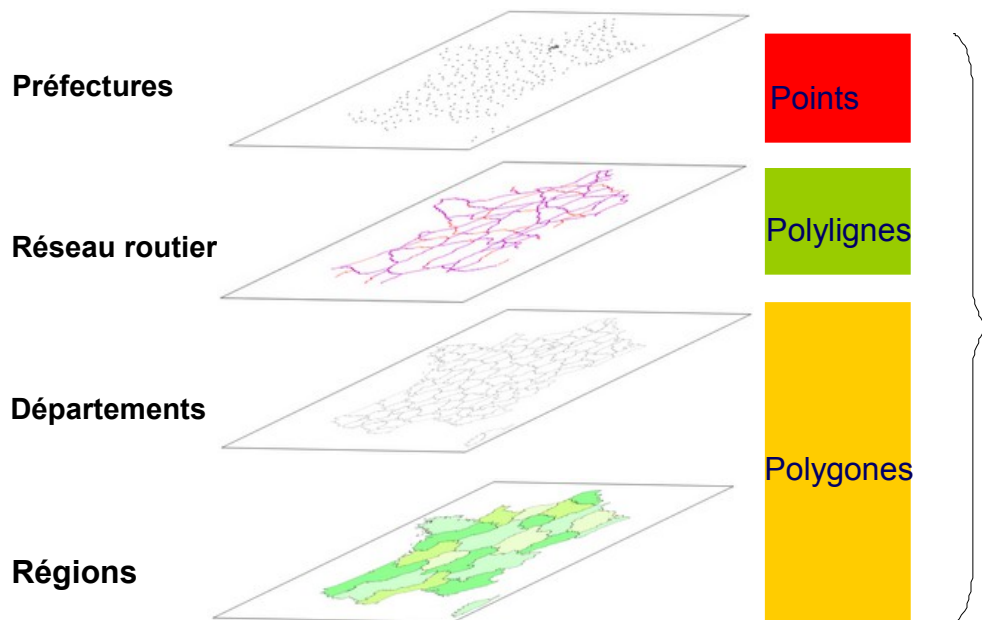 Préfectures
Points
Réseau routier
Polylignes
Départements
Polygones
Régions